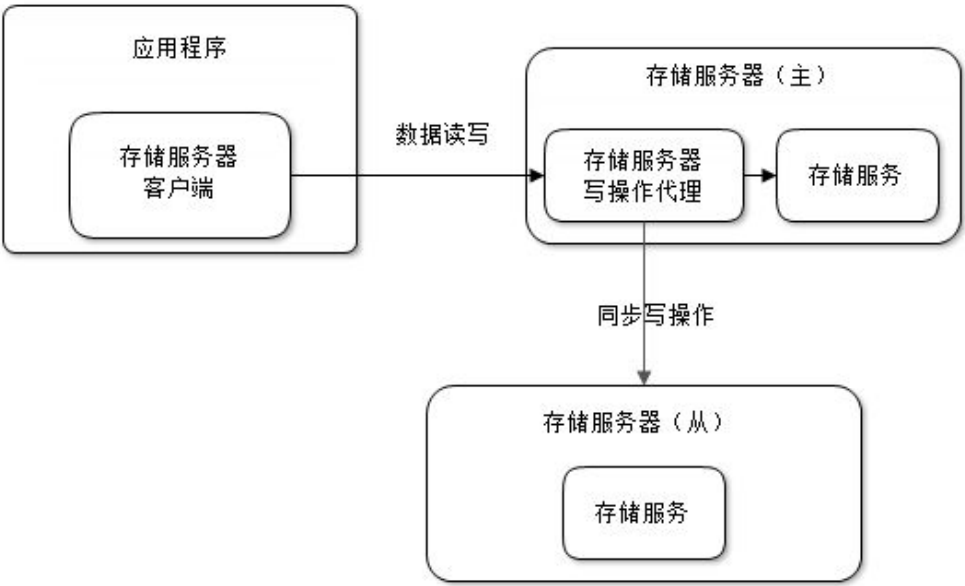 应用程序
存储服务器
客户端
数据读写
存储服务器（主）
存储服务器
写操作代理
存储服务
同步写操作
存储服务器（从）
存储服务